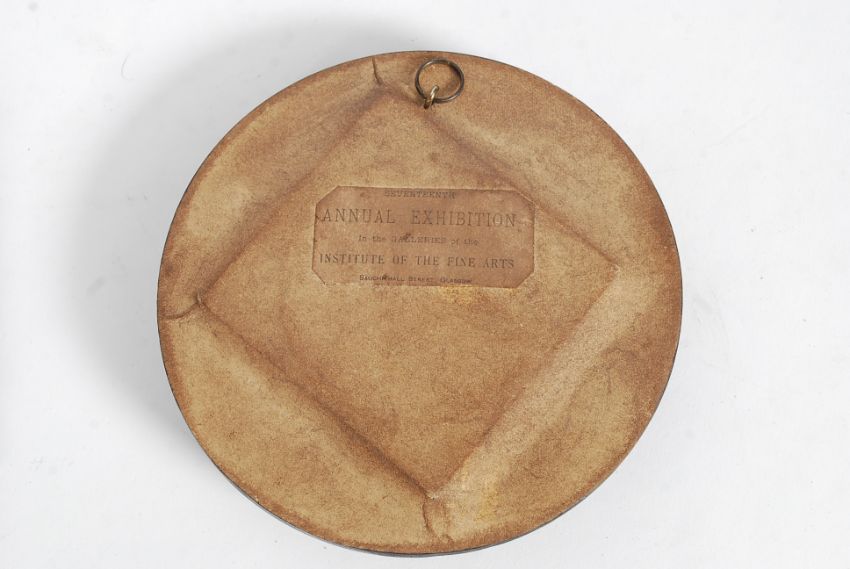 SEVENTEENTH
ANNUAL EXHIBITION
In the GALLERIES of the
INSTITUTE OF THE FINE ARTS
SAUCHIEHALL STREET, GLASGOW